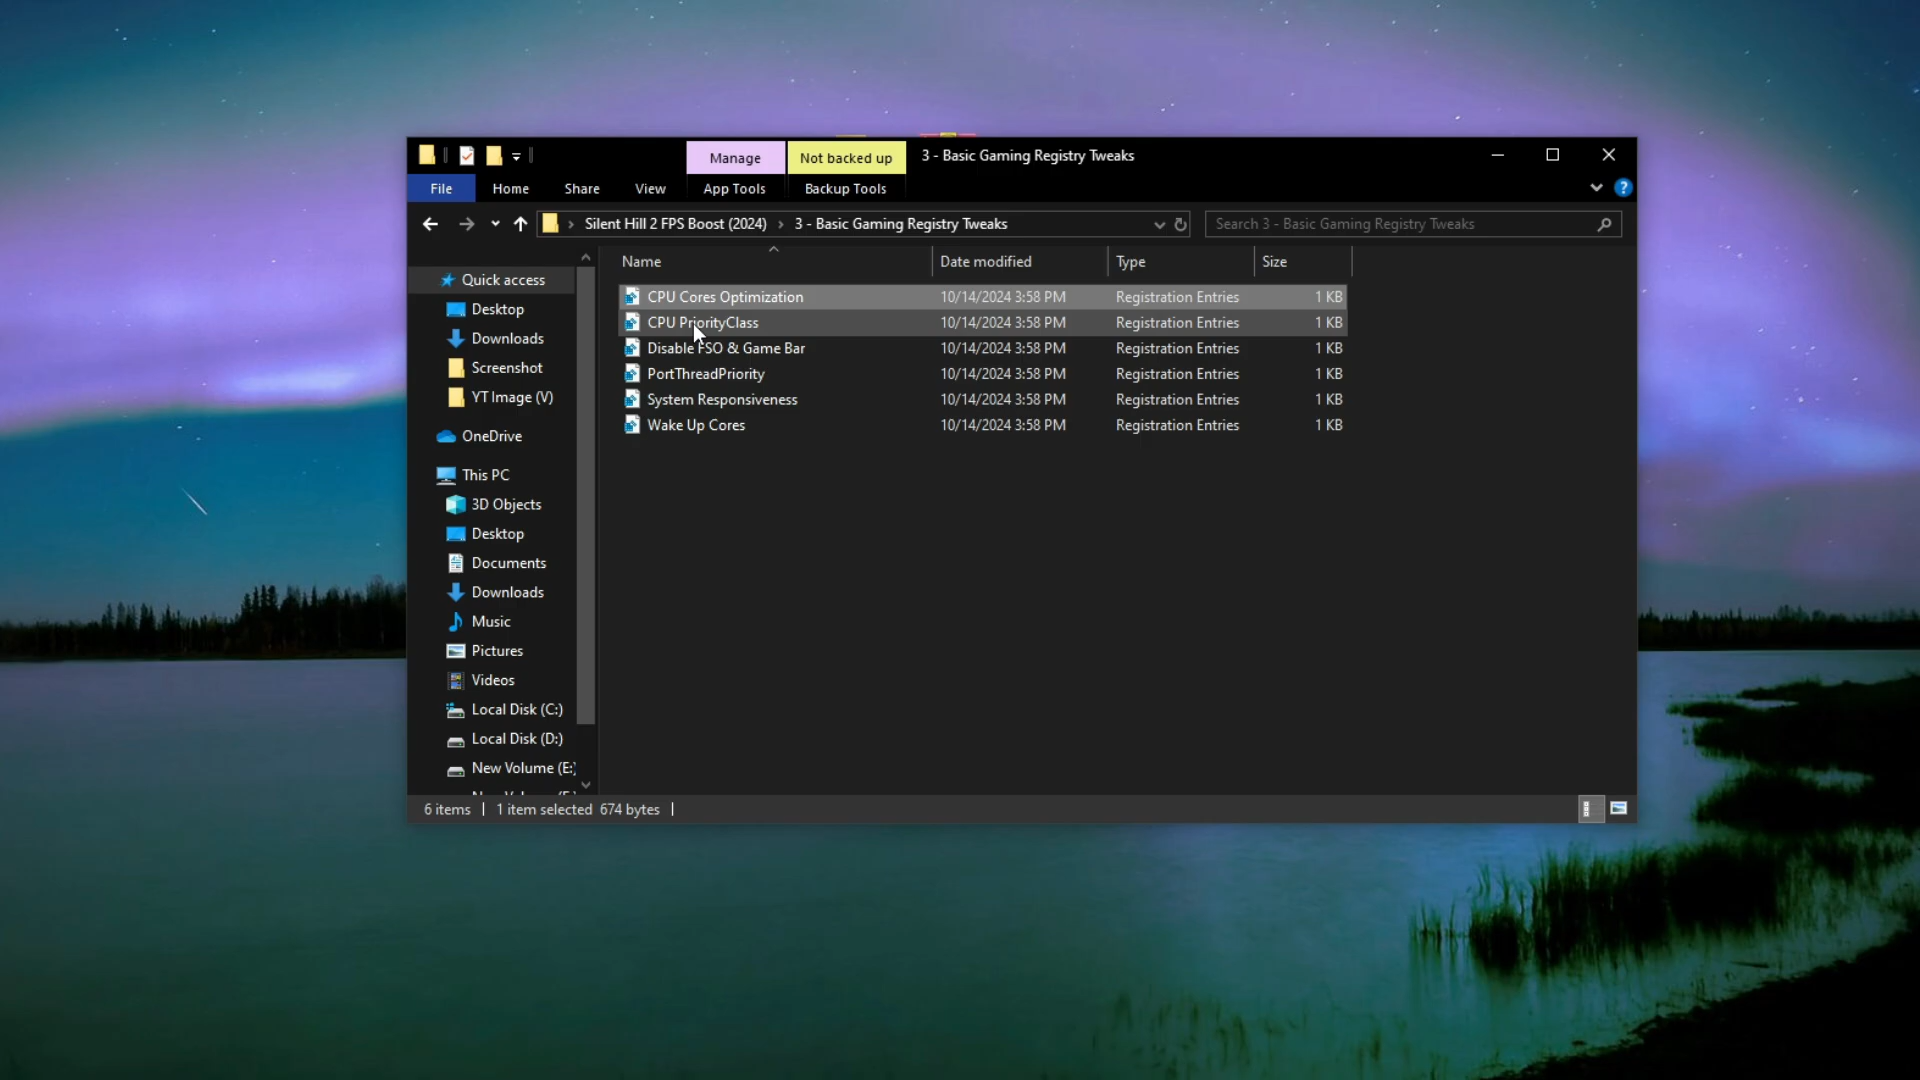 Manage
Not backed up
3 - Basic Gaming Registry Tweaks
File
Home
Share
View
App Tools
Backup Tools
Silent Hill 2 FPS Boost (2024) > 3 - Basic Gaming Registry Tweaks
Search 3 - Basic Gaming Registry Tweaks
Name
Date modified
Type
Size
CPU Cores Optimization 10/14/2024 3:58 PM Registration Entries 1 KB
CPU PriorityClass 10/14/2024 3:58 PM Registration Entries 1 KB
Disable FSO & Game Bar 10/14/2024 3:58 PM Registration Entries 1 KB
PortThreadPriority 10/14/2024 3:58 PM Registration Entries 1 KB
System Responsiveness 10/14/2024 3:58 PM Registration Entries 1 KB
Wake Up Cores 10/14/2024 3:58 PM Registration Entries 1 KB
Quick access
Desktop
Downloads
Screenshot
YT Image (V)
OneDrive
This PC
3D Objects
Desktop
Documents
Downloads
Music
Pictures
Videos
Local Disk (C:)
Local Disk (D:)
New Volume (E:)
6 items | 1 item selected 674 bytes |